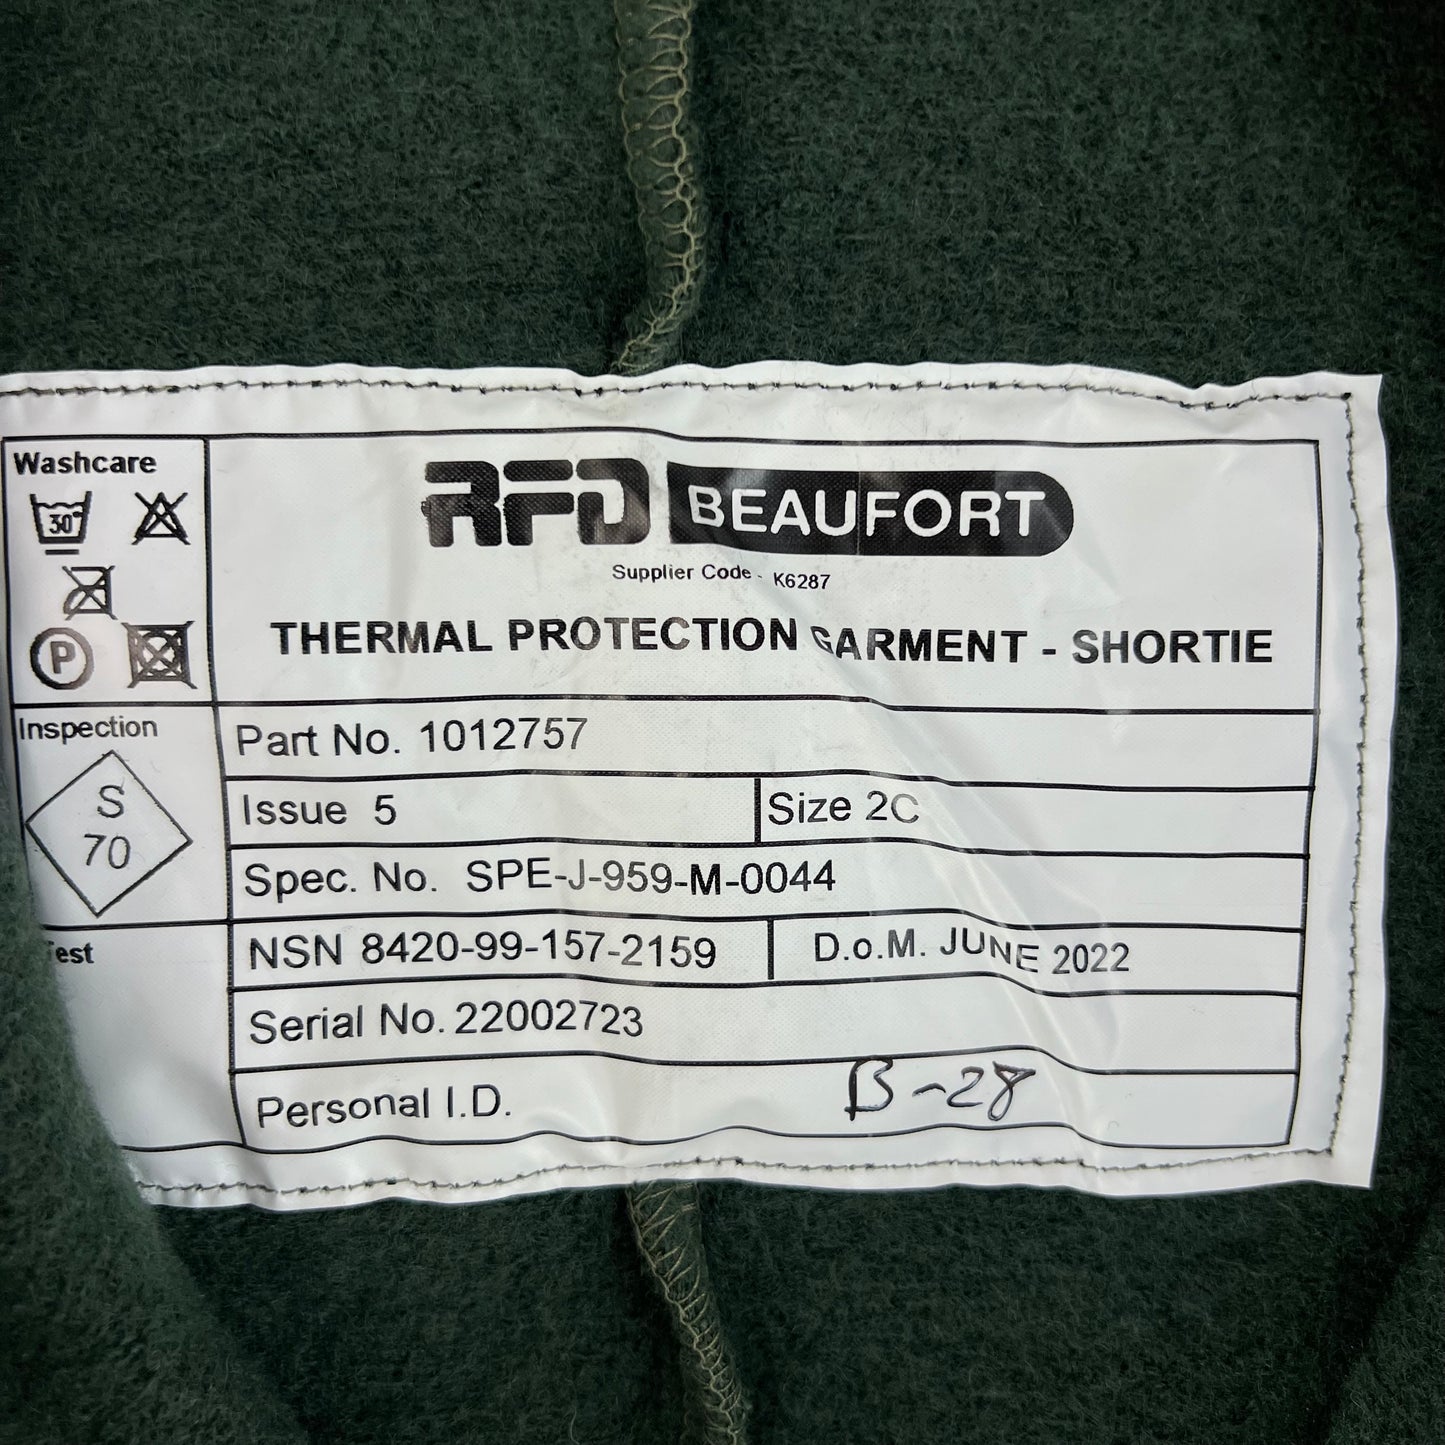 Washcare
30°
P
Inspection
S
70
Test
RFD BEAUFORT
Supplier Code - K6287
THERMAL PROTECTION GARMENT - SHORTIE
Part No. 1012757
Issue 5
Size 2C
Spec. No. SPE-J-959-M-0044
NSN 8420-99-157-2159
D.o.M. JUNE 2022
Serial No. 22002723
Personal I.D. B-28